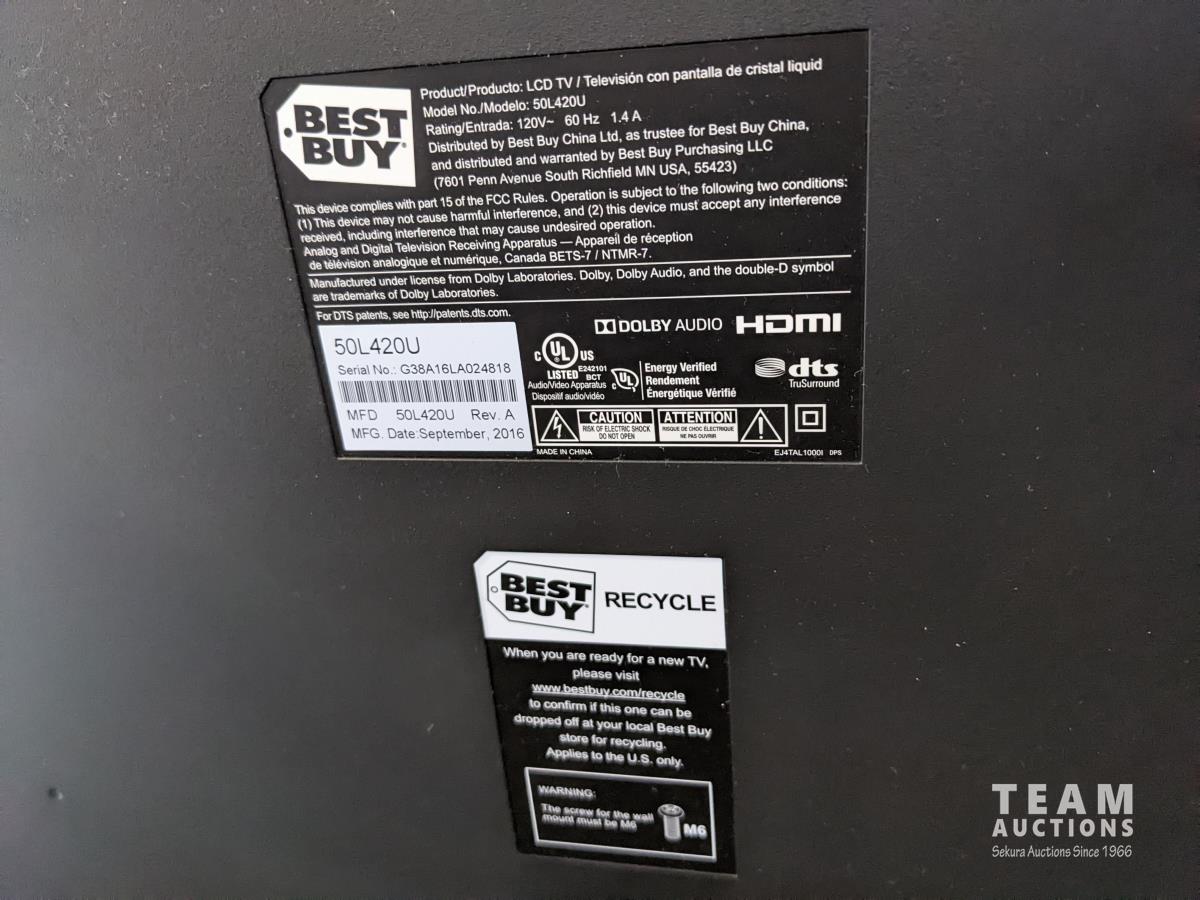 BEST
BUY
Product/Producto: LCD TV / Televisión con pantalla de cristal liquid
Model No./Modelo: 50L420U
Rating/Entrada: 120V~ 60 Hz 1.4 A
Distributed by Best Buy China Ltd, as trustee for Best Buy China,
and distributed and warranted by Best Buy Purchasing LLC
(7601 Penn Avenue South Richfield MN USA, 55423)
This device complies with part 15 of the FCC Rules. Operation is subject to the following two conditions:
(1) This device may not cause harmful interference, and (2) this device must accept any interference
received, including interference that may cause undesired operation.
Analog and Digital Television Receiving Apparatus — Appareil de réception
de télévision analogique et numérique, Canada BETS-7 / NTMR-7.
Manufactured under license from Dolby Laboratories. Dolby, Dolby Audio, and the double-D symbol
are trademarks of Dolby Laboratories.
For DTS patents, see http://patents.dts.com.
50L420U
Serial No.: G38A16LA024818
MFD 50L420U Rev. A
MFG. Date:September, 2016
DOLBY AUDIO HDMI
C UL US
LISTED E242101
BCT
Audio/Video Apparatus
Dispositif audio/vidéo
C UL
Energy Verified
Rendement
Énergétique Vérifié
dts
TruSurround
CAUTION
RISK OF ELECTRIC SHOCK
DO NOT OPEN
ATTENTION
RISQUE DE CHOC ÉLECTRIQUE
NE PAS OUVRIR
MADE IN CHINA
EJ4TAL1000I DPS
BEST
BUY
RECYCLE
When you are ready for a new TV,
please visit
www.bestbuy.com/recycle
to confirm if this one can be
dropped off at your local Best Buy
store for recycling.
Applies to the U.S. only.
WARNING:
The screw for the wall
mount must be M6
M6
TEAM
AUCTIONS
Sekura Auctions Since 1966